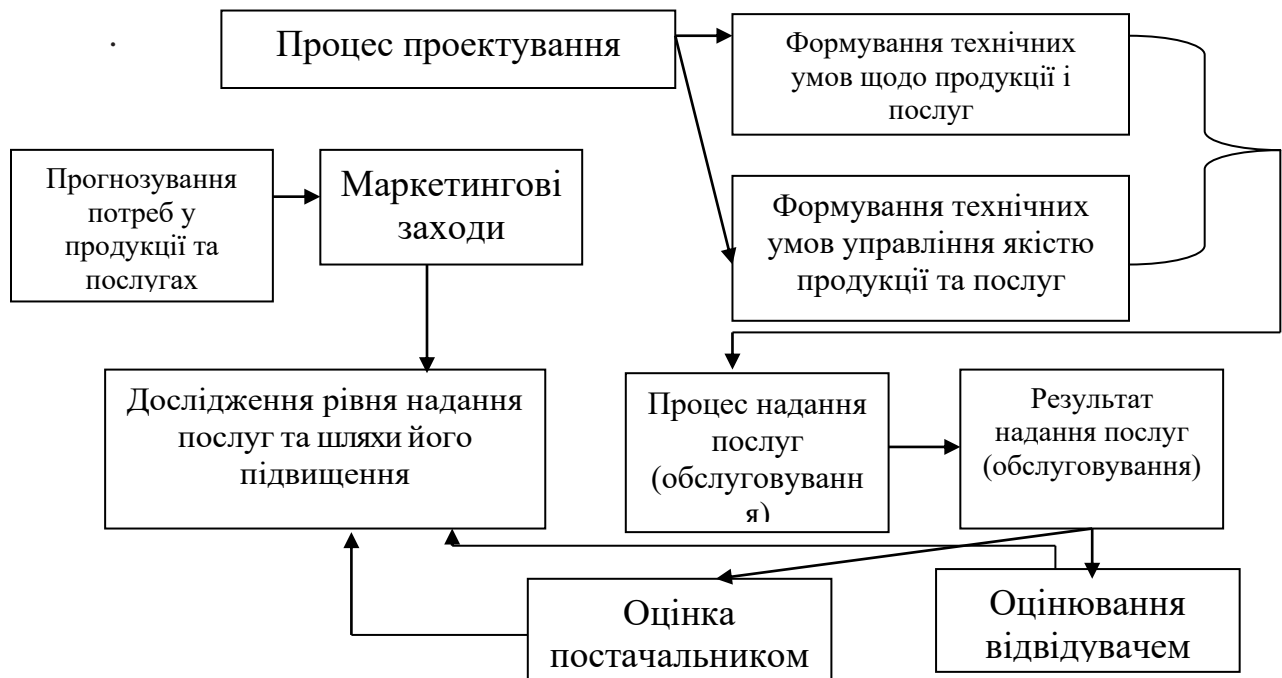 Процес проектування
Формування технічних
умов щодо продукції і
послуг
Прогнозування
потреб у
продукції та
послугах
Маркетингові
заходи
Формування технічних
умов управління якістю
продукції та послуг
Дослідження рівня надання
послуг та шляхи його
підвищення
Процес надання
послуг
(обслуговуванн
я)
Результат
надання послуг
(обслуговування)
Оцінка
постачальником
Оцінювання
відвідувачем